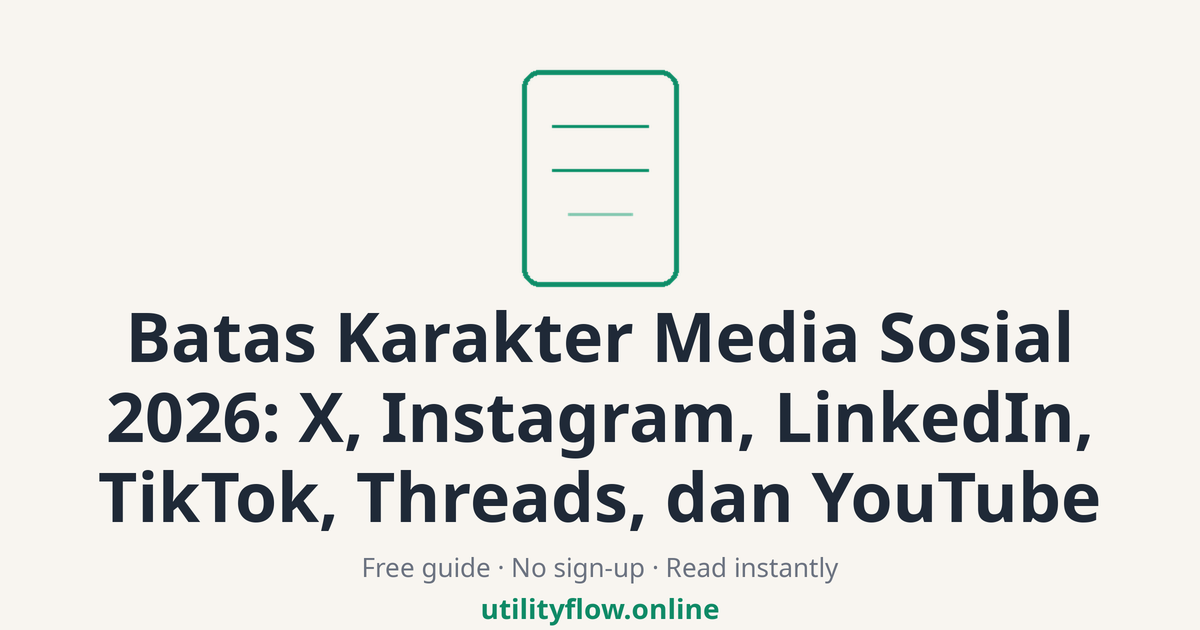 Batas Karakter Media Sosial
2026: X, Instagram, LinkedIn,
TikTok, Threads, dan YouTube
Free guide · No sign-up · Read instantly
utilityflow.online